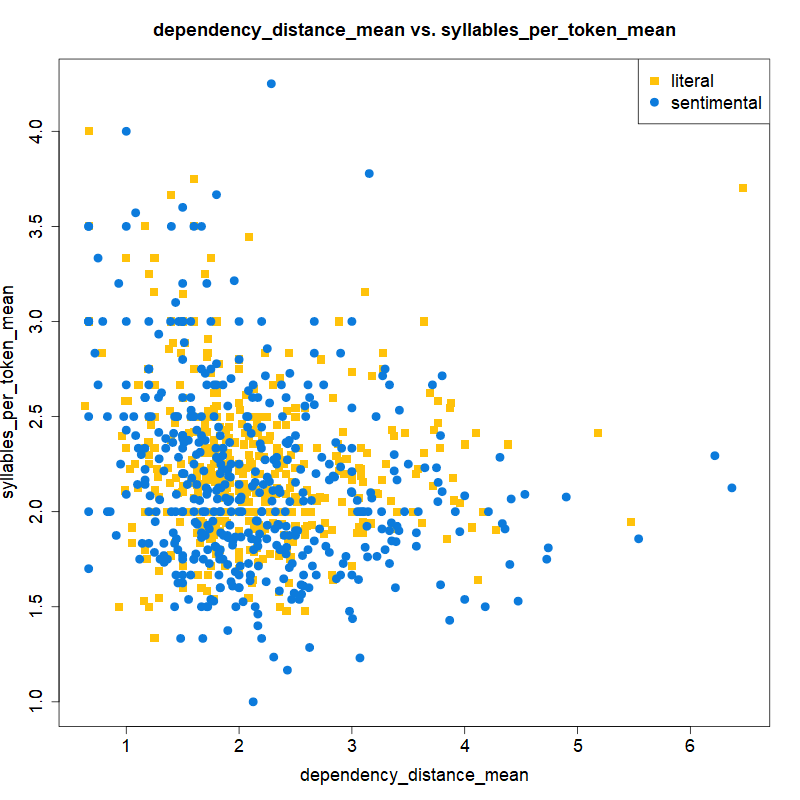 dependency_distance_mean vs. syllables_per_token_mean
literal
sentimental
syllables_per_token_mean
4.0
3.5
3.0
2.5
2.0
1.5
1.0
1 2 3 4 5 6
dependency_distance_mean